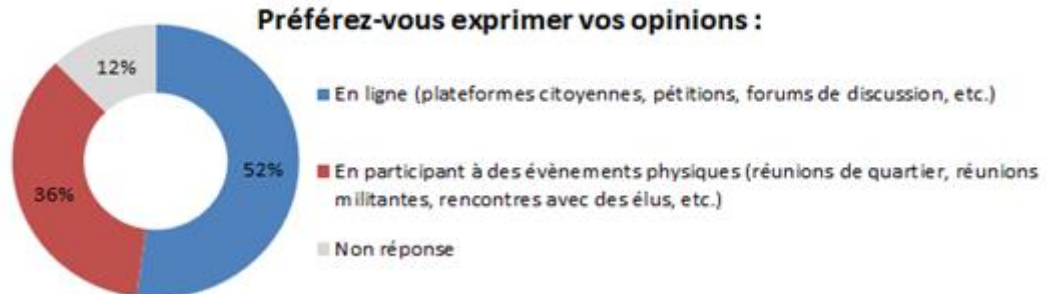 Préférez-vous exprimer vos opinions :
12%
En ligne (plateformes citoyennes, pétitions, forums de discussion, etc.)
52%
En participant à des évènements physiques (réunions de quartier, réunions
militantes, rencontres avec des élus, etc.)
36%
Non réponse